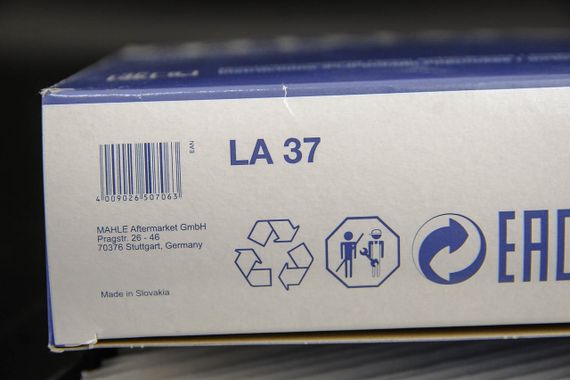 LA 37
EAN
4 009026 507063
MAHLE Aftermarket GmbH
Pragstr. 26 - 46
70376 Stuttgart, Germany
Made in Slovakia
EAC